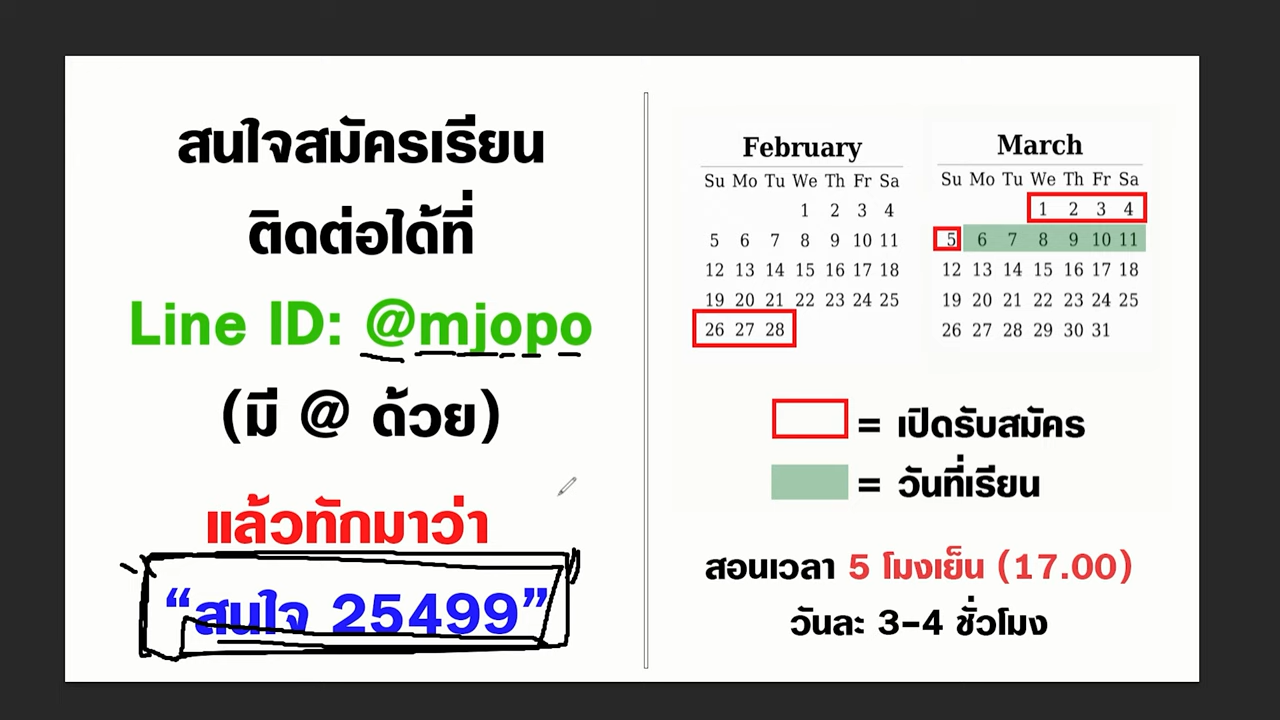 สนใจสมัครเรียน
ติดต่อได้ที่
Line ID: @mjopo
(มี @ ด้วย)
แล้วทักมาว่า
“สนใจ 25499”
February
Su Mo Tu We Th Fr Sa
1 2 3 4
5 6 7 8 9 10 11
12 13 14 15 16 17 18
19 20 21 22 23 24 25
26 27 28
March
Su Mo Tu We Th Fr Sa
1 2 3 4
5 6 7 8 9 10 11
12 13 14 15 16 17 18
19 20 21 22 23 24 25
26 27 28 29 30 31
= เปิดรับสมัคร
= วันที่เรียน
สอนเวลา 5 โมงเย็น (17.00)
วันละ 3-4 ชั่วโมง